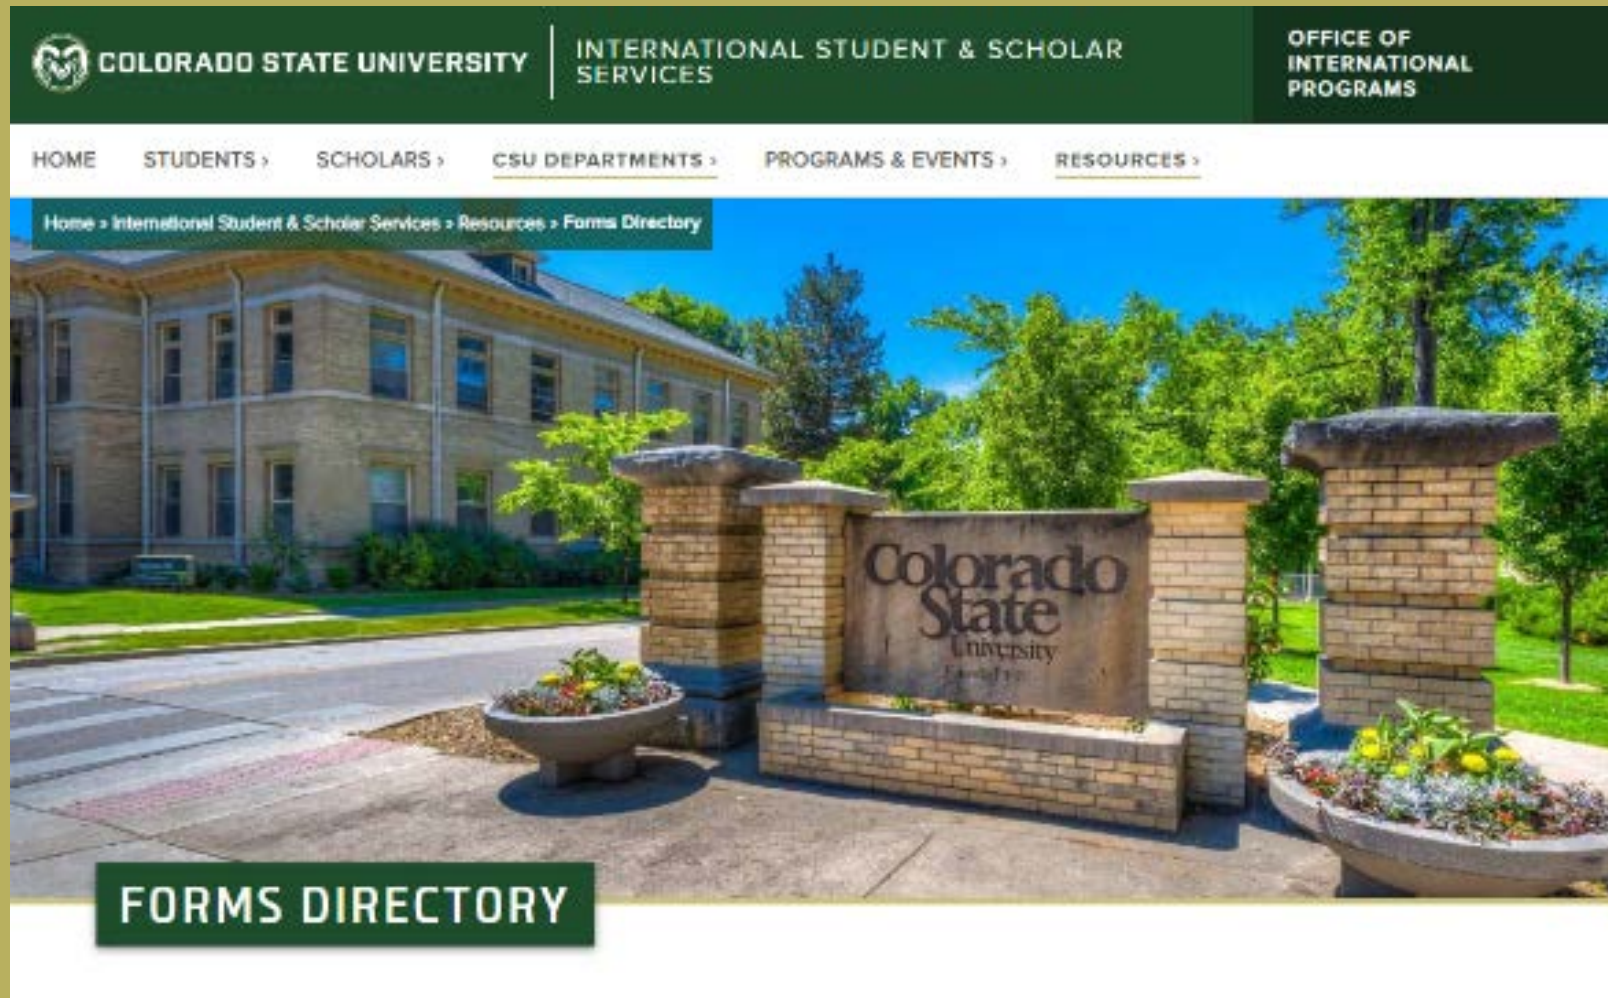 COLORADO STATE UNIVERSITY
INTERNATIONAL STUDENT & SCHOLAR
SERVICES
OFFICE OF
INTERNATIONAL
PROGRAMS
HOME STUDENTS › SCHOLARS › CSU DEPARTMENTS › PROGRAMS & EVENTS › RESOURCES ›
Home » International Student & Scholar Services » Resources » Forms Directory
Colorado
State
University
FORMS DIRECTORY